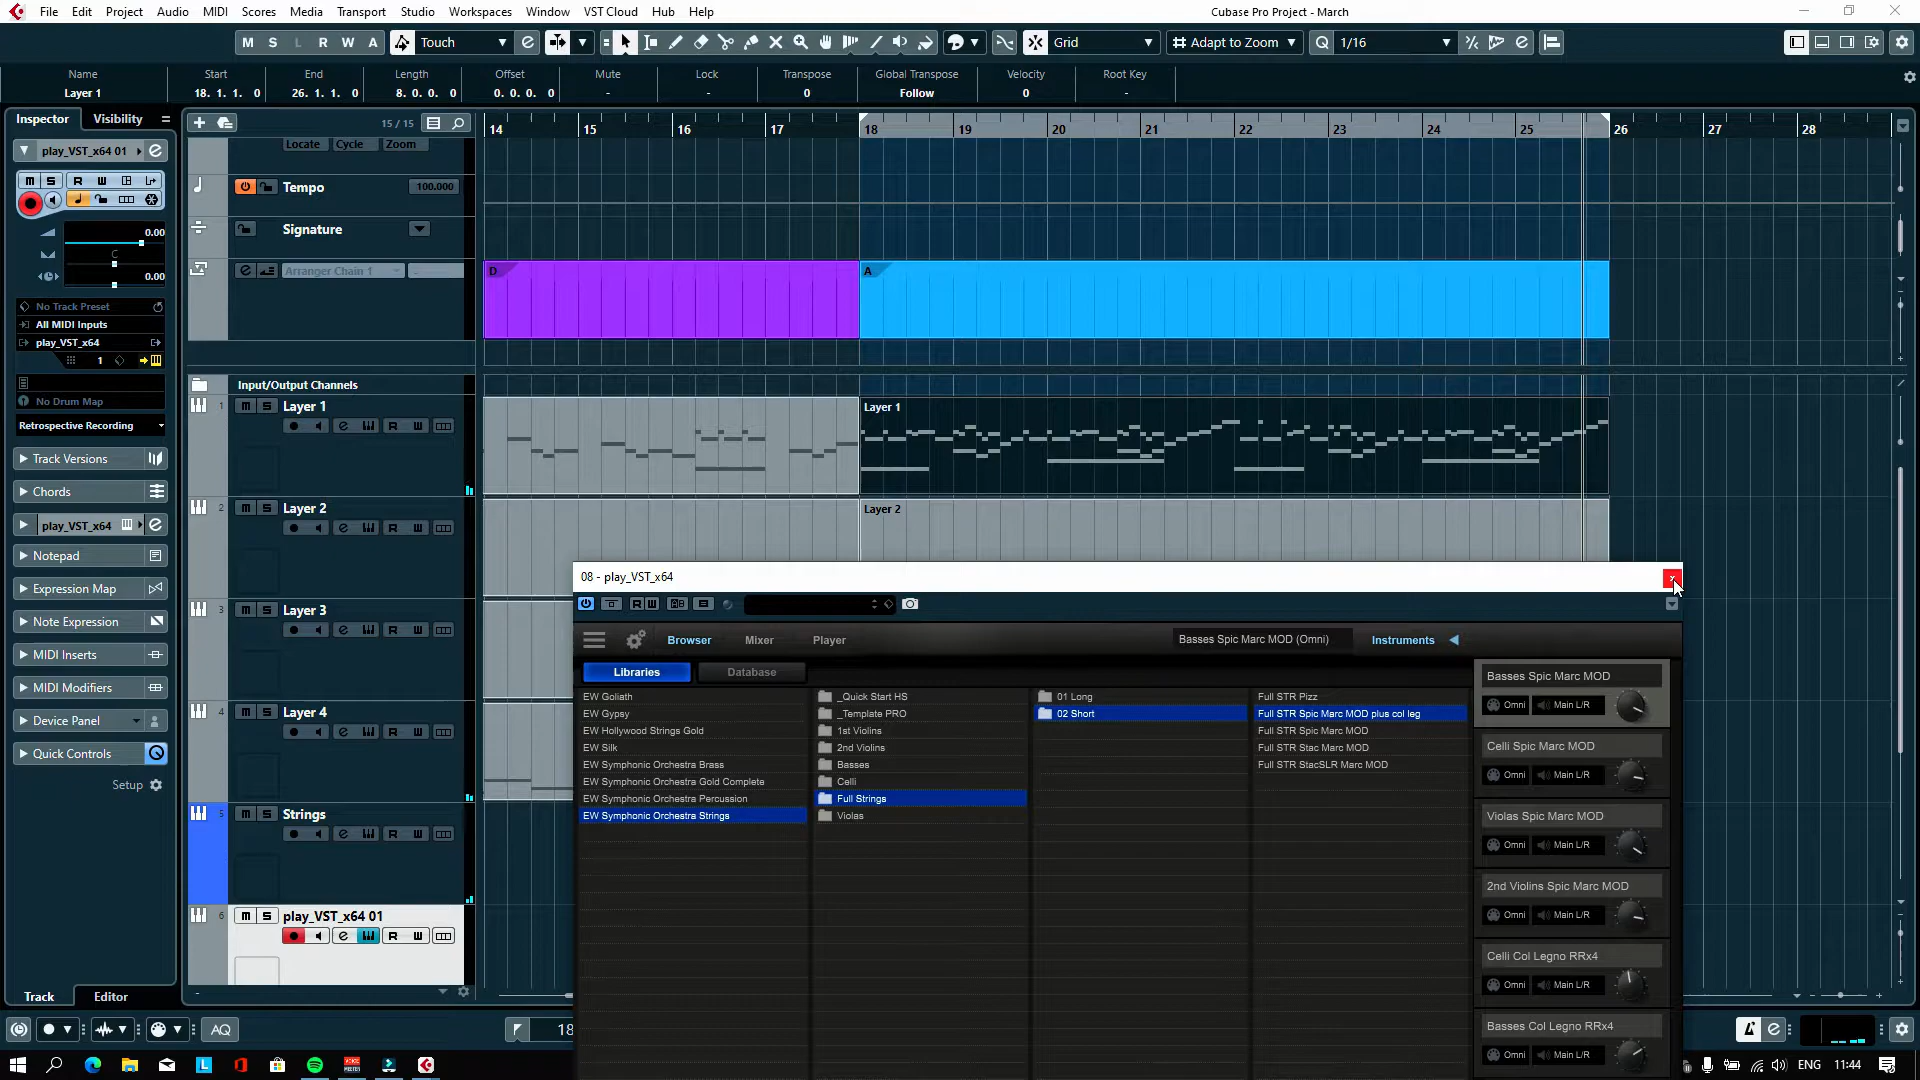 File Edit Project Audio MIDI Scores Media Transport Studio Workspaces Window VST Cloud Hub Help Cubase Pro Project - March
M S L R W A Touch Grid Adapt to Zoom Q 1/16
Name Start End Length Offset Mute Lock Transpose Global Transpose Velocity Root Key
Layer 1 18. 1. 1. 0 26. 1. 1. 0 8. 0. 0. 0 0. 0. 0. 0 - - 0 Follow 0 -
Inspector Visibility 15 / 15 14 15 16 17 18 19 20 21 22 23 24 25 26 27 28
play_VST_x64 01 Locate Cycle Zoom
M S R W
Tempo 100.000
0.00
Signature
C
0.00
Arranger Chain 1 D A
No Track Preset
All MIDI Inputs
play_VST_x64
1
No Drum Map
Retrospective Recording
Track Versions
Chords
play_VST_x64
Notepad
Expression Map
Note Expression
MIDI Inserts
MIDI Modifiers
Device Panel
Quick Controls
Setup
Track Editor
Input/Output Channels
1 M S Layer 1 R W Layer 1
2 M S Layer 2 R W Layer 2
3 M S Layer 3 R W
4 M S Layer 4 R W
5 M S Strings R W
6 M S play_VST_x64 01 R W
08 - play_VST_x64
R W
Browser Mixer Player Basses Spic Marc MOD (Omni) Instruments
Libraries Database
EW Goliath
EW Gypsy
EW Hollywood Strings Gold
EW Silk
EW Symphonic Orchestra Brass
EW Symphonic Orchestra Gold Complete
EW Symphonic Orchestra Percussion
EW Symphonic Orchestra Strings
_Quick Start HS
_Template PRO
1st Violins
2nd Violins
Basses
Celli
Full Strings
Violas
01 Long
02 Short
Full STR Pizz
Full STR Spic Marc MOD plus col leg
Full STR Spic Marc MOD
Full STR Stac Marc MOD
Full STR StacSLR Marc MOD
Basses Spic Marc MOD
Omni Main L/R
Celli Spic Marc MOD
Omni Main L/R
Violas Spic Marc MOD
Omni Main L/R
2nd Violins Spic Marc MOD
Omni Main L/R
Celli Col Legno RRx4
Omni Main L/R
Basses Col Legno RRx4
Omni Main L/R
AQ 18
ENG 11:44